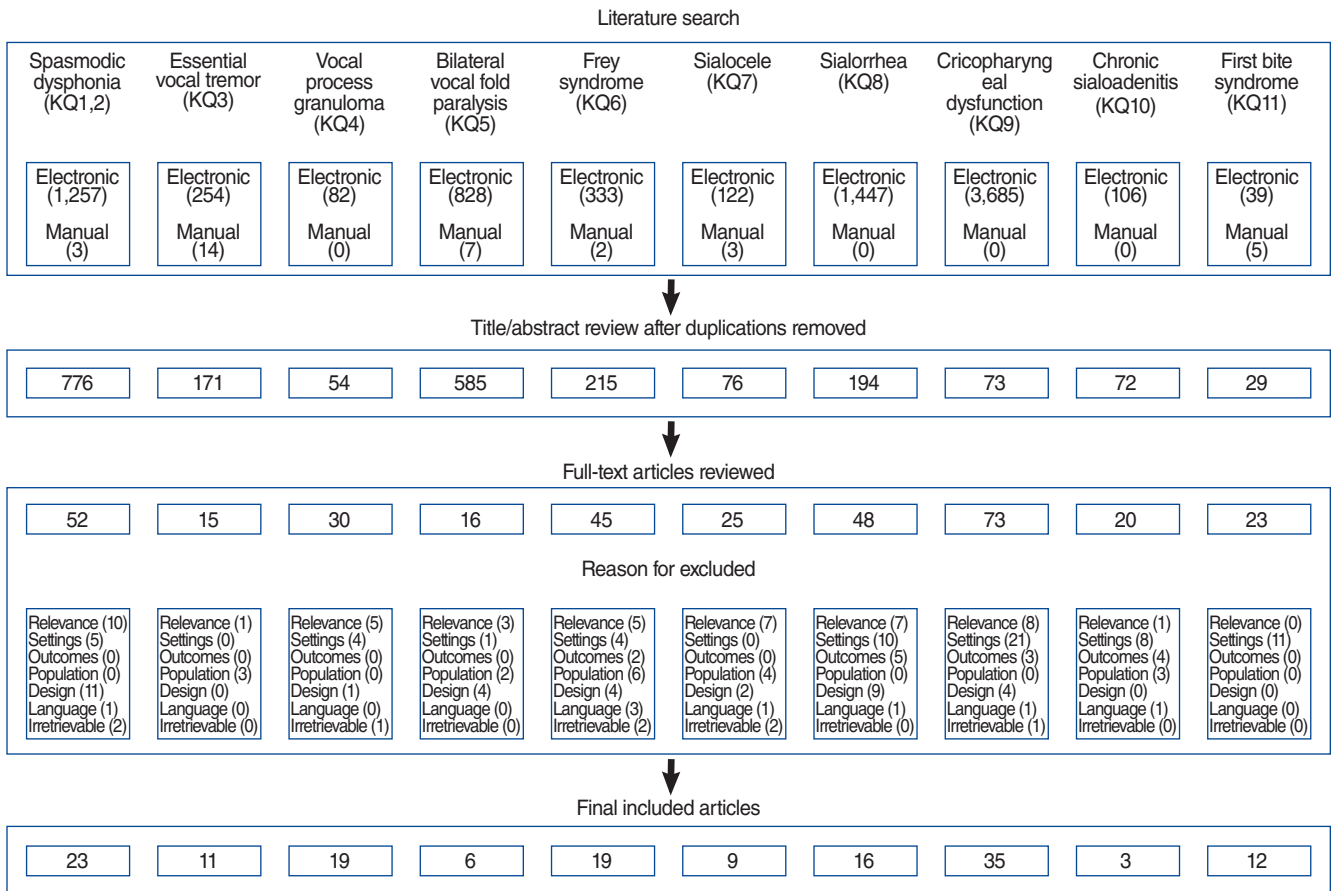 Literature search
Spasmodic
dysphonia
(KQ1,2)
Essential
vocal tremor
(KQ3)
Vocal
process
granuloma
(KQ4)
Bilateral
vocal fold
paralysis
(KQ5)
Frey
syndrome
(KQ6)
Sialocele
(KQ7)
Sialorrhea
(KQ8)
Cricopharyng
eal
dysfunction
(KQ9)
Chronic
sialoadenitis
(KQ10)
First bite
syndrome
(KQ11)
Electronic
(1,257)
Manual
(3)
Electronic
(254)
Manual
(14)
Electronic
(82)
Manual
(0)
Electronic
(828)
Manual
(7)
Electronic
(333)
Manual
(2)
Electronic
(122)
Manual
(3)
Electronic
(1,447)
Manual
(0)
Electronic
(3,685)
Manual
(0)
Electronic
(106)
Manual
(0)
Electronic
(39)
Manual
(5)
Title/abstract review after duplications removed
776
171
54
585
215
76
194
73
72
29
Full-text articles reviewed
52
15
30
16
45
25
48
73
20
23
Reason for excluded
Relevance (10)
Settings (5)
Outcomes (0)
Population (0)
Design (11)
Language (1)
Irretrievable (2)
Relevance (1)
Settings (0)
Outcomes (0)
Population (3)
Design (0)
Language (0)
Irretrievable (0)
Relevance (5)
Settings (4)
Outcomes (0)
Population (0)
Design (1)
Language (0)
Irretrievable (1)
Relevance (3)
Settings (1)
Outcomes (0)
Population (2)
Design (4)
Language (0)
Irretrievable (0)
Relevance (5)
Settings (4)
Outcomes (2)
Population (6)
Design (4)
Language (3)
Irretrievable (2)
Relevance (7)
Settings (0)
Outcomes (0)
Population (4)
Design (2)
Language (1)
Irretrievable (2)
Relevance (7)
Settings (10)
Outcomes (5)
Population (0)
Design (9)
Language (1)
Irretrievable (0)
Relevance (8)
Settings (21)
Outcomes (3)
Population (0)
Design (4)
Language (1)
Irretrievable (1)
Relevance (1)
Settings (8)
Outcomes (4)
Population (3)
Design (0)
Language (1)
Irretrievable (0)
Relevance (0)
Settings (11)
Outcomes (0)
Population (0)
Design (0)
Language (0)
Irretrievable (0)
Final included articles
23
11
19
6
19
9
16
35
3
12